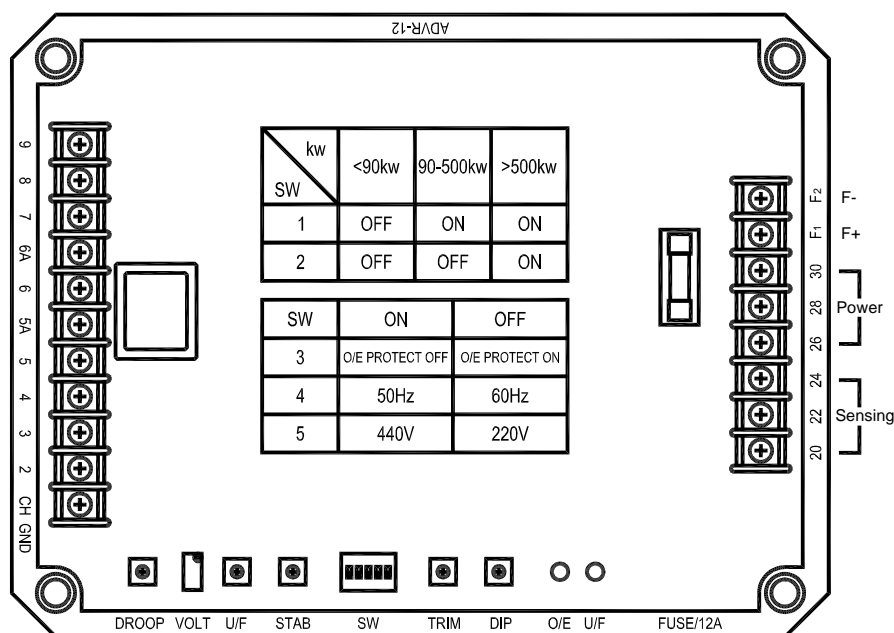 ADVR-12
9
8
7
6A
6
5A
5
4
3
2
CH GND
kw <90kw 90-500kw >500kw
SW
1 OFF ON ON
2 OFF OFF ON
SW ON OFF
3 O/E PROTECT OFF O/E PROTECT ON
4 50Hz 60Hz
5 440V 220V
F2 F-
F1 F+
30
28 Power
26
24
22 Sensing
20
DROOP VOLT U/F STAB SW TRIM DIP O/E U/F FUSE/12A